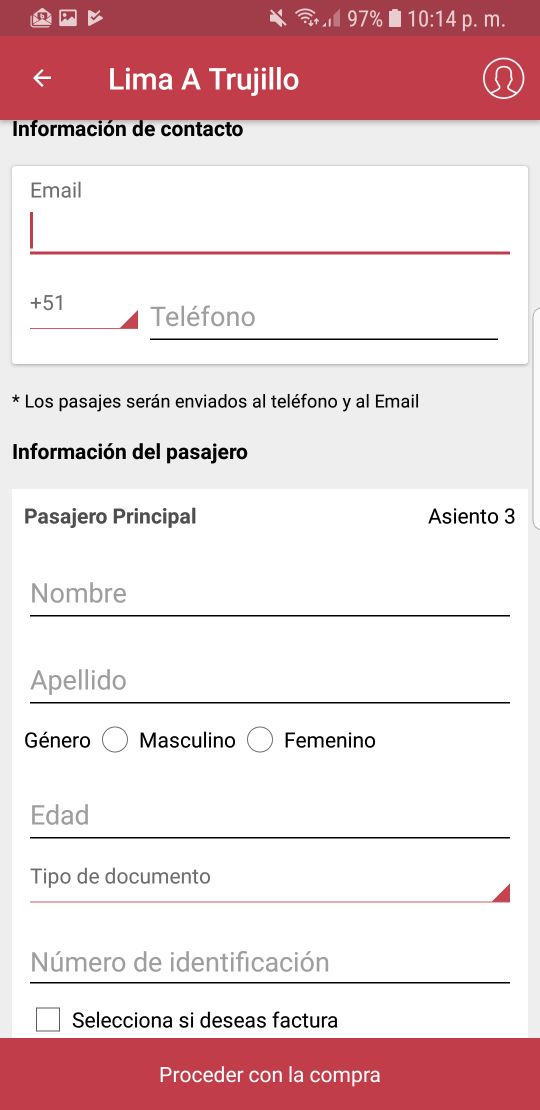 97% 10:14 p. m.
Lima A Trujillo
Información de contacto
Email
+51
Teléfono
* Los pasajes serán enviados al teléfono y al Email
Información del pasajero
Pasajero Principal Asiento 3
Nombre
Apellido
Género Masculino Femenino
Edad
Tipo de documento
Número de identificación
Selecciona si deseas factura
Proceder con la compra